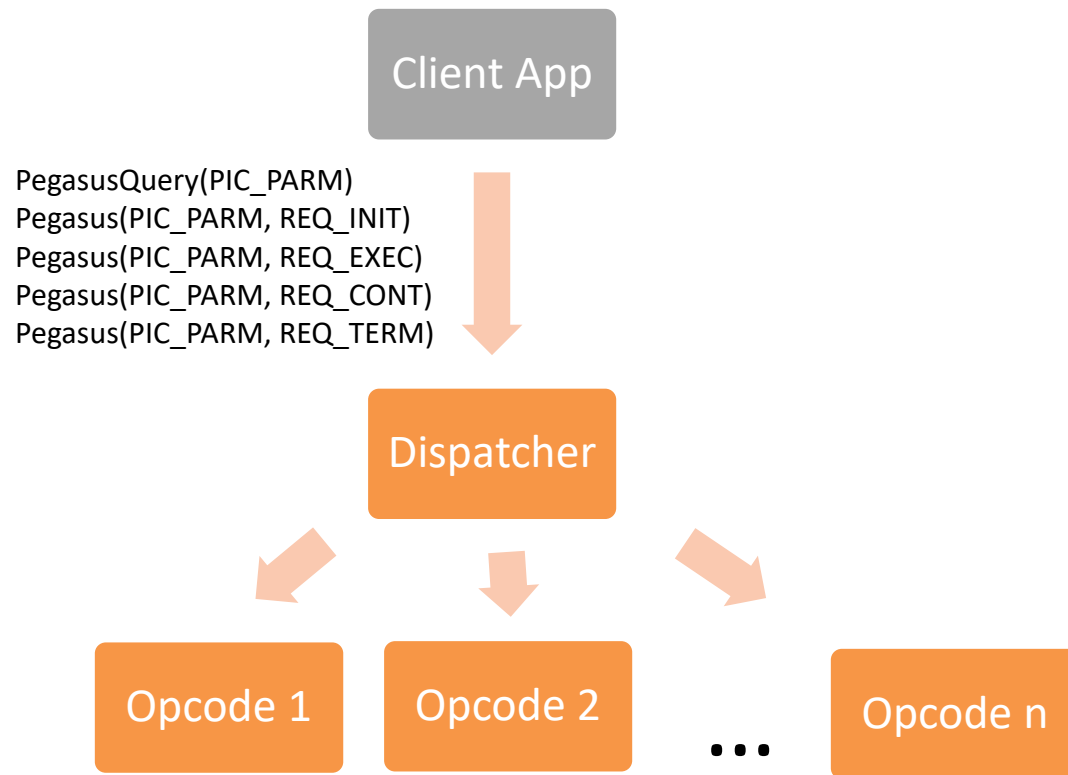 Client App
PegasusQuery(PIC_PARM)
Pegasus(PIC_PARM, REQ_INIT)
Pegasus(PIC_PARM, REQ_EXEC)
Pegasus(PIC_PARM, REQ_CONT)
Pegasus(PIC_PARM, REQ_TERM)
Dispatcher
Opcode 1
Opcode 2
...
Opcode n